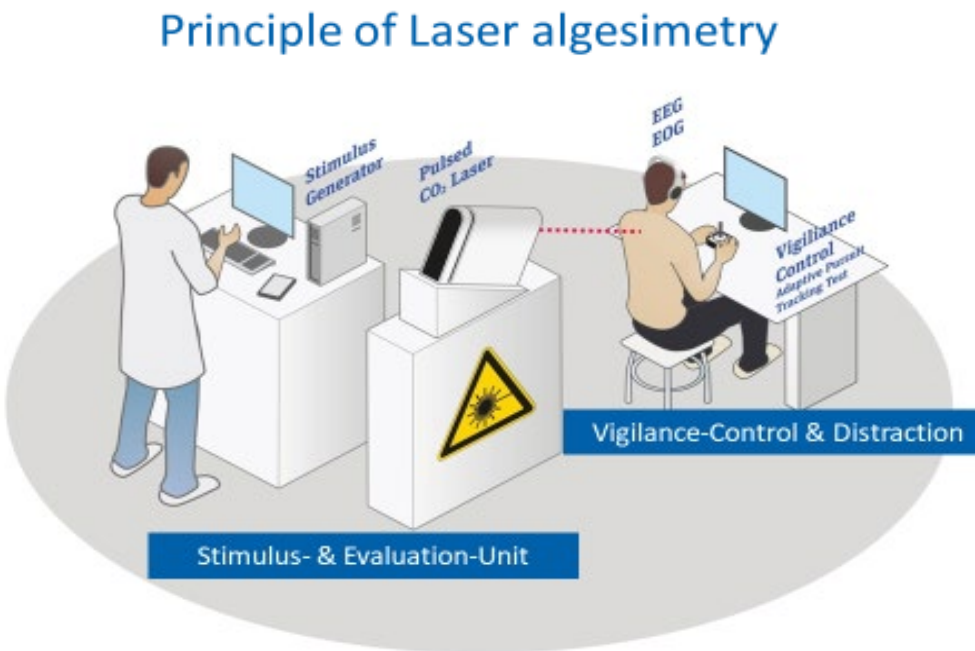 Principle of Laser algesimetry
Stimulus
Generator
Pulsed
CO₂ Laser
EEG
EOG
Vigiliance
Control
Adaptive Pursuit
Tracking Test
Vigilance-Control & Distraction
Stimulus- & Evaluation-Unit